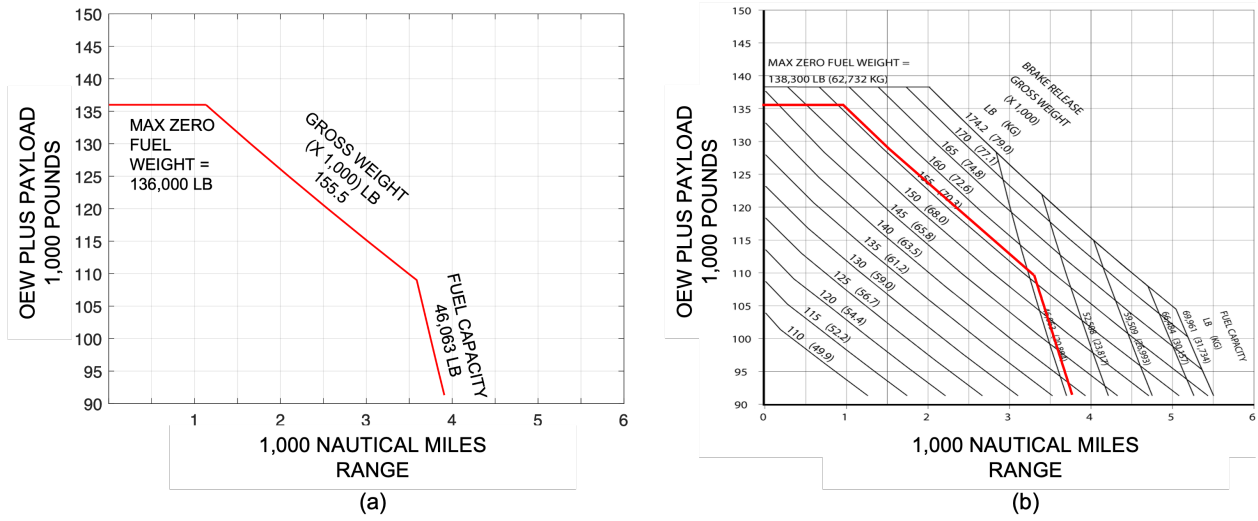 150
145
140
135
130
125
120
115
110
105
100
95
90
OEW PLUS PAYLOAD
1,000 POUNDS
MAX ZERO
FUEL
WEIGHT =
136,000 LB
GROSS WEIGHT
(X 1,000) LB
155.5
FUEL CAPACITY
46,063 LB
1 2 3 4 5 6
1,000 NAUTICAL MILES
RANGE
(a)
150
145
140
135
130
125
120
115
110
105
100
95
90
OEW PLUS PAYLOAD
1,000 POUNDS
MAX ZERO FUEL WEIGHT =
138,300 LB (62,732 KG)
BRAKE RELEASE
GROSS WEIGHT
(X 1,000)
LB (KG)
174.2 (79.0)
170 (77.1)
165 (74.8)
160 (72.6)
155 (70.3)
150 (68.0)
145 (65.8)
140 (63.5)
135 (61.2)
130 (59.0)
125 (56.7)
120 (54.4)
115 (52.2)
110 (49.9)
59,509 (26,993)
69,961 (31,734)
LB (KG)
FUEL CAPACITY
0 1 2 3 4 5 6
1,000 NAUTICAL MILES
RANGE
(b)